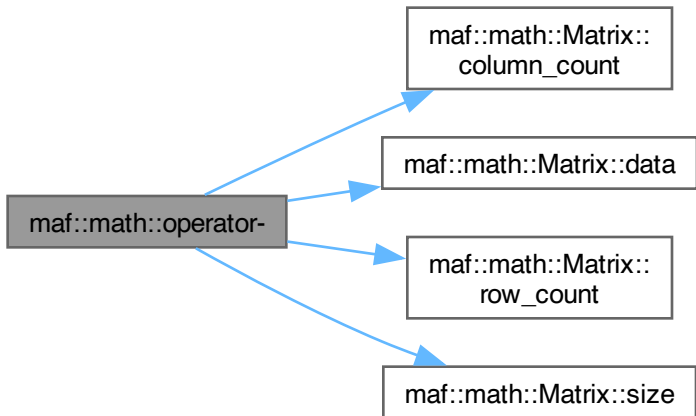 maf::math::Matrix::
column_count
maf::math::Matrix::data
maf::math::operator-
maf::math::Matrix::
row_count
maf::math::Matrix::size